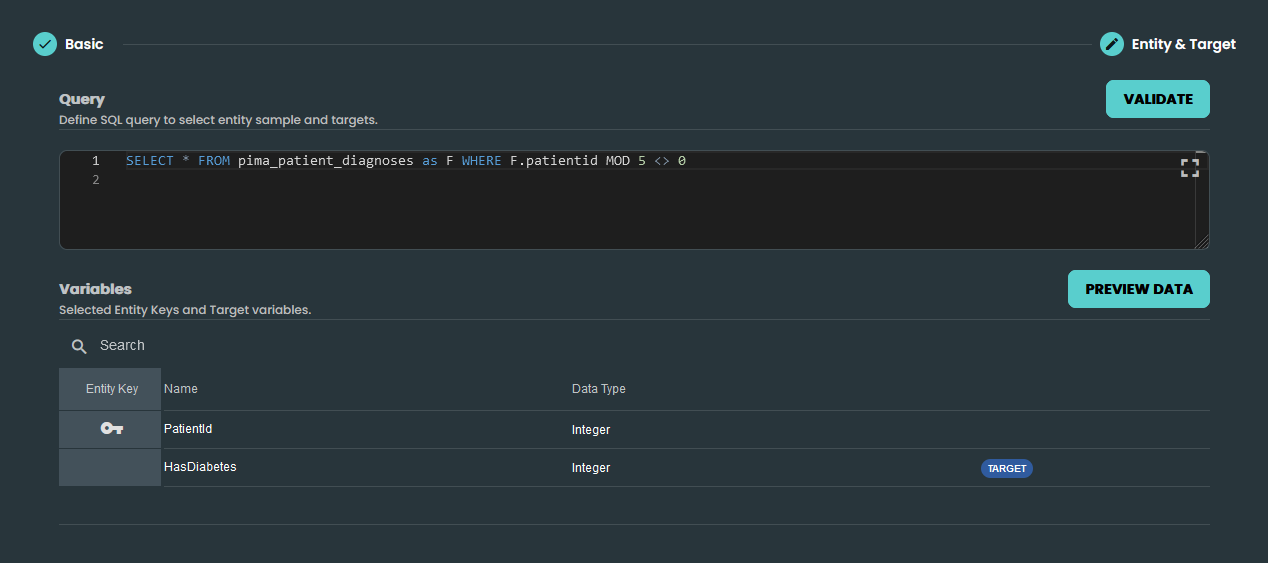 Basic
Entity & Target
Query
VALIDATE
Define SQL query to select entity sample and targets.
1 SELECT * FROM pima_patient_diagnoses as F WHERE F.patientid MOD 5 <> 0
2
Variables
PREVIEW DATA
Selected Entity Keys and Target variables.
Search
Entity Key Name Data Type
PatientId Integer
HasDiabetes Integer TARGET